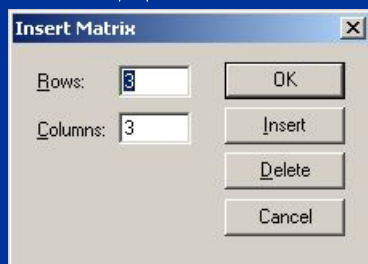 Insert Matrix
Rows: 3 OK
Columns: 3 Insert
Delete
Cancel